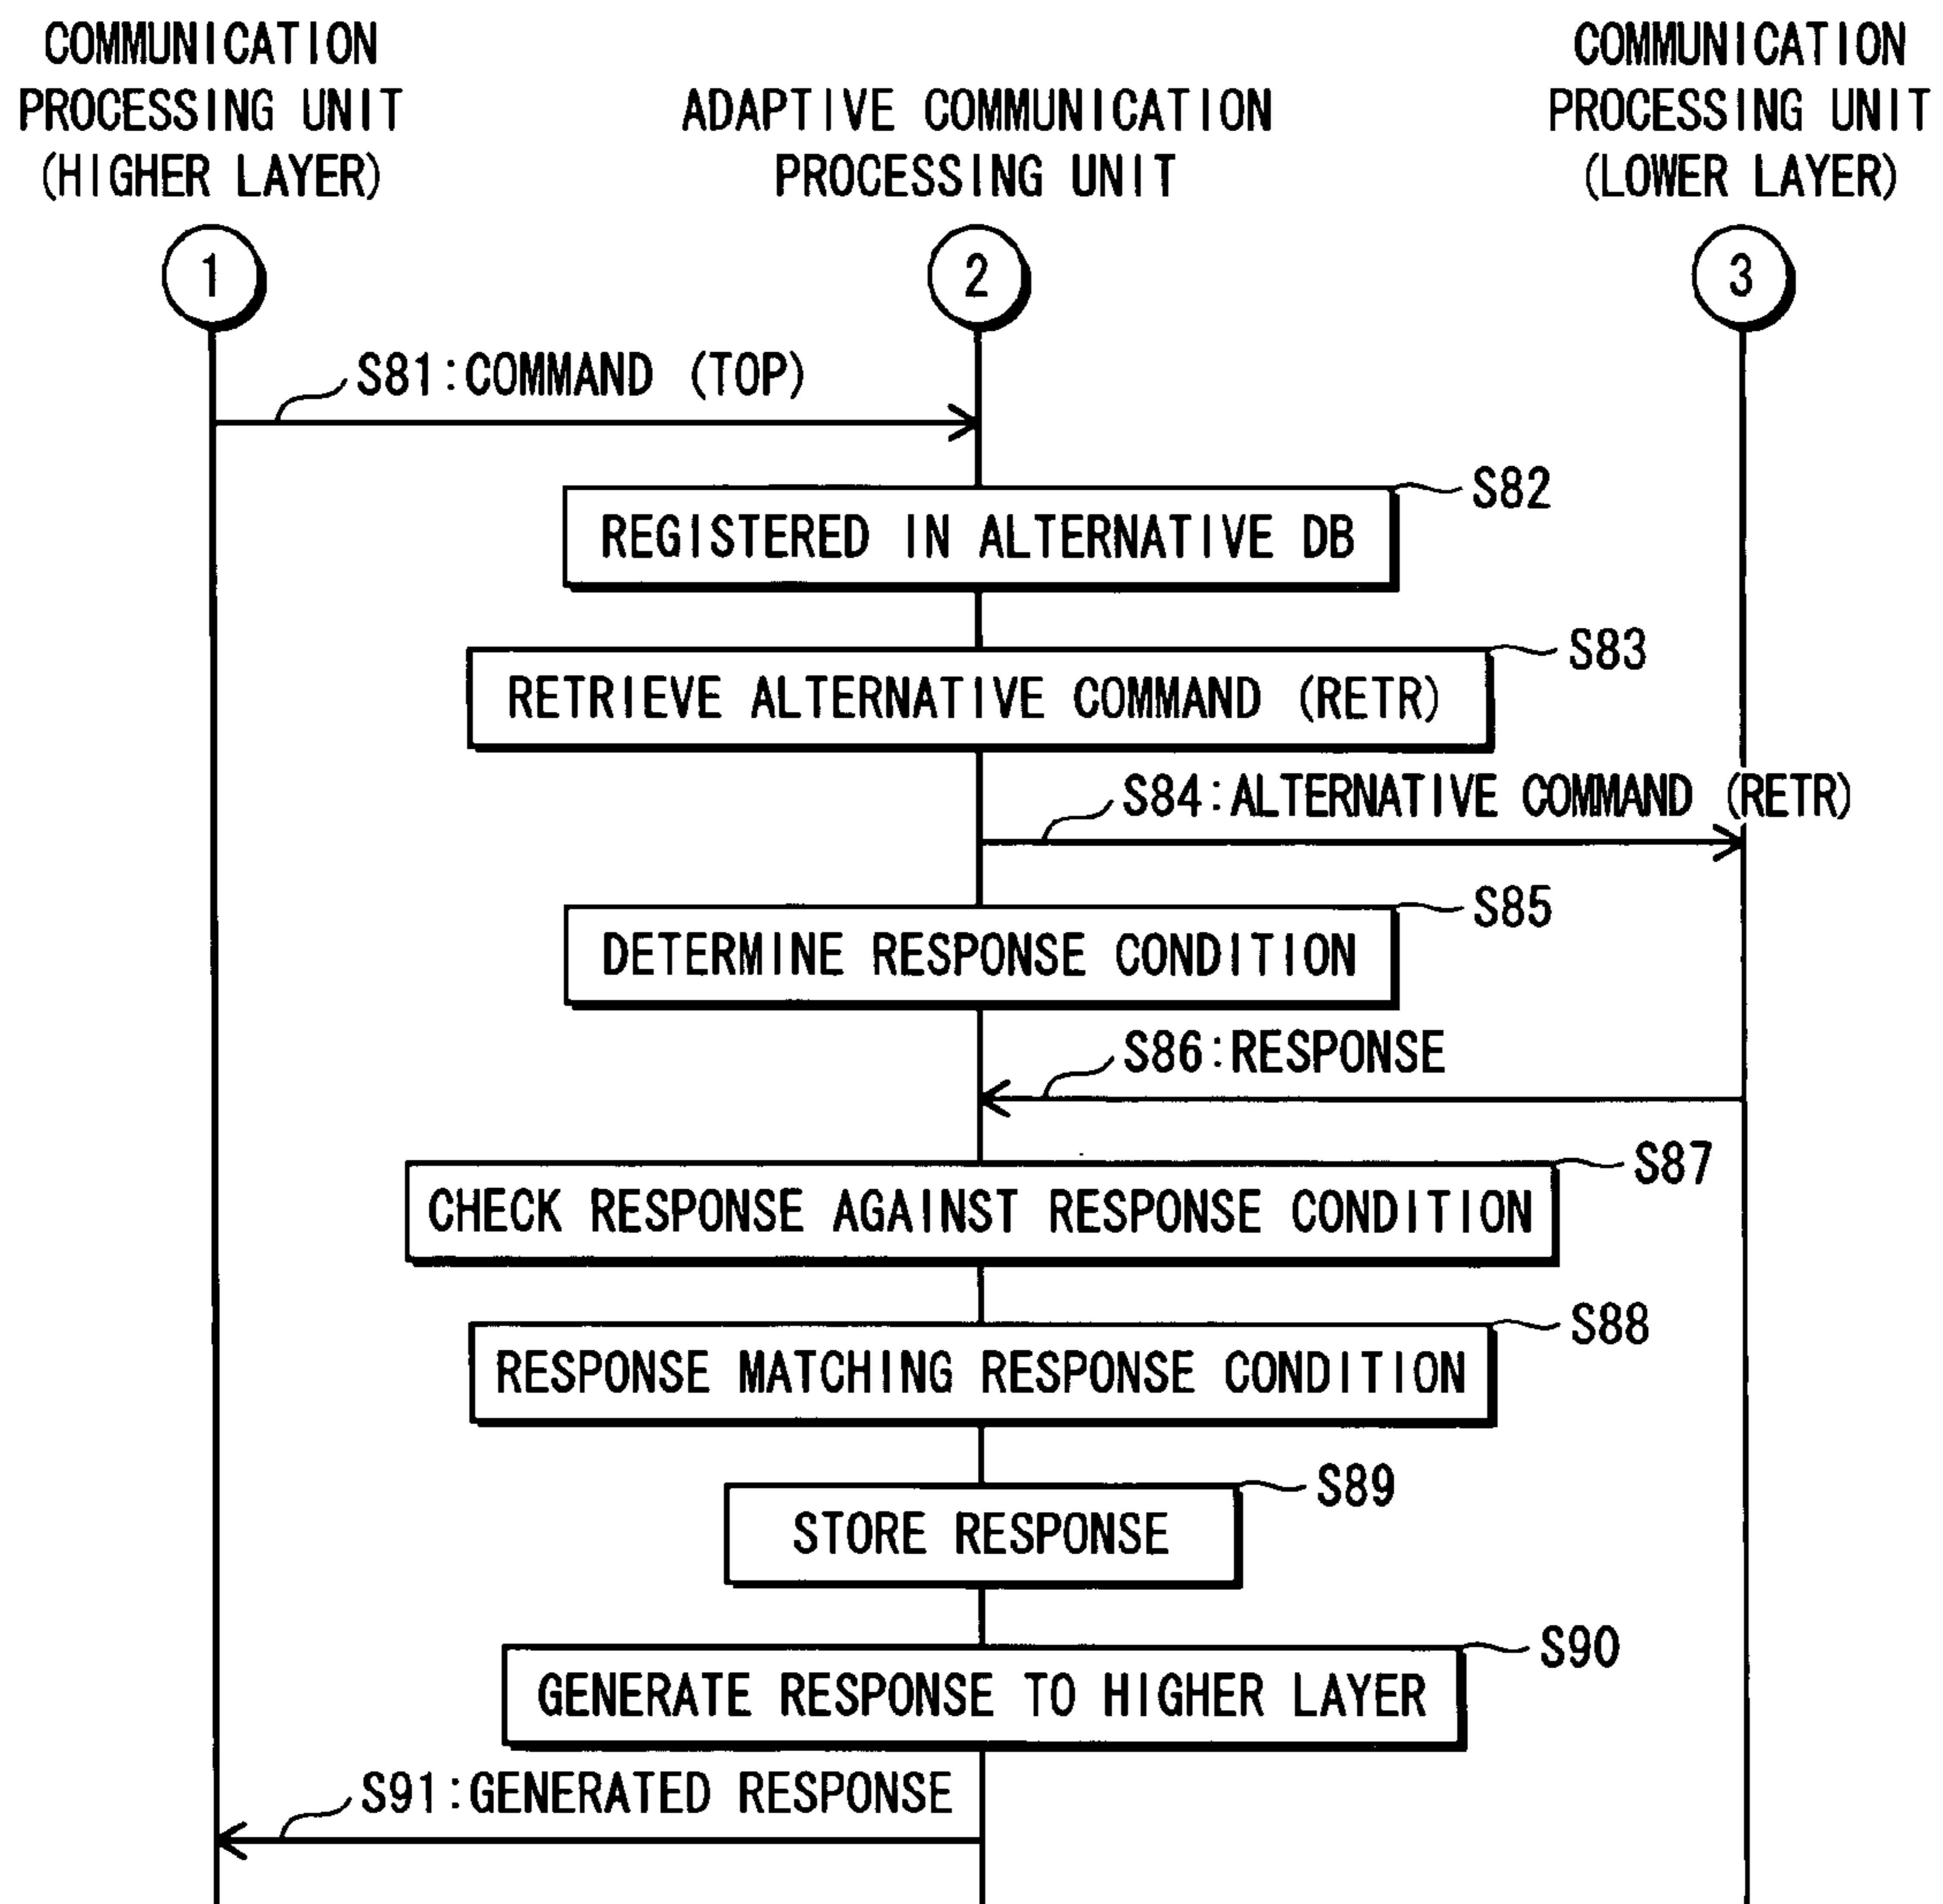 COMMUNICATION
PROCESSING UNIT
(HIGHER LAYER)
ADAPTIVE COMMUNICATION
PROCESSING UNIT
COMMUNICATION
PROCESSING UNIT
(LOWER LAYER)
1
2
3
S81:COMMAND (TOP)
S82
REGISTERED IN ALTERNATIVE DB
S83
RETRIEVE ALTERNATIVE COMMAND (RETR)
S84:ALTERNATIVE COMMAND (RETR)
S85
DETERMINE RESPONSE CONDITION
S86:RESPONSE
S87
CHECK RESPONSE AGAINST RESPONSE CONDITION
S88
RESPONSE MATCHING RESPONSE CONDITION
S89
STORE RESPONSE
S90
GENERATE RESPONSE TO HIGHER LAYER
S91:GENERATED RESPONSE